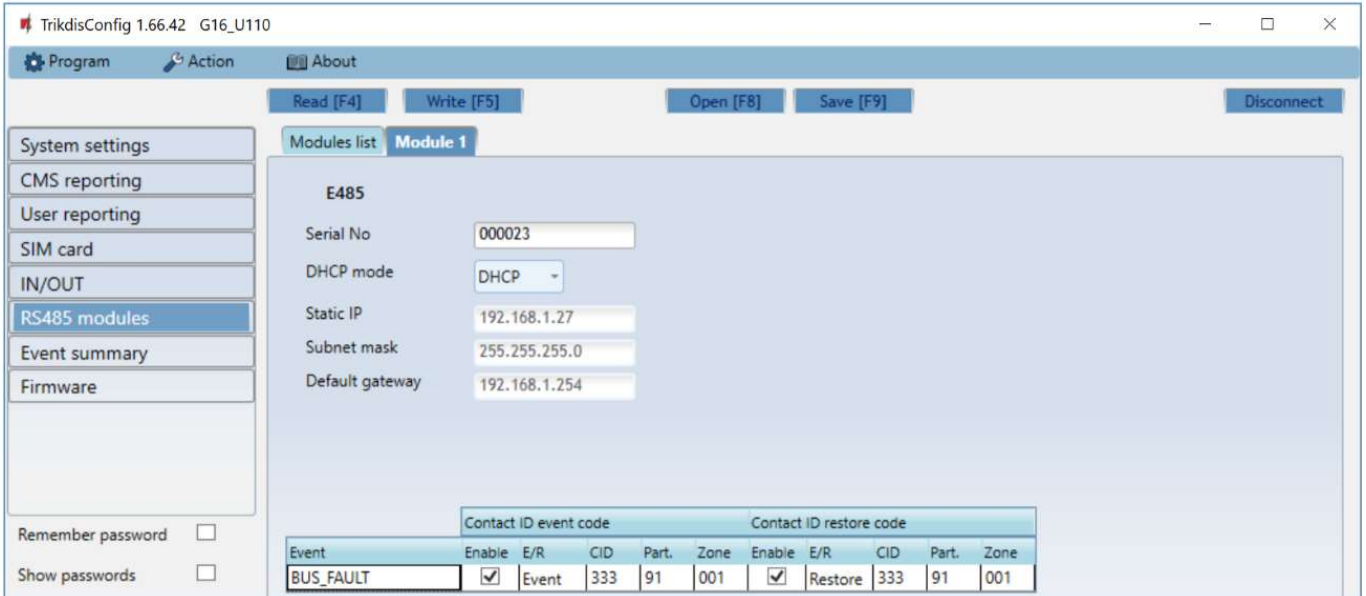 TrikdisConfig 1.66.42 G16_U110
Program Action About
Read [F4] Write [F5] Open [F8] Save [F9] Disconnect
System settings
CMS reporting
User reporting
SIM card
IN/OUT
RS485 modules
Event summary
Firmware
Remember password
Show passwords
Modules list Module 1
E485
Serial No 000023
DHCP mode DHCP
Static IP 192.168.1.27
Subnet mask 255.255.255.0
Default gateway 192.168.1.254
Contact ID event code Contact ID restore code
Event Enable E/R CID Part. Zone Enable E/R CID Part. Zone
BUS_FAULT Event 333 91 001 Restore 333 91 001